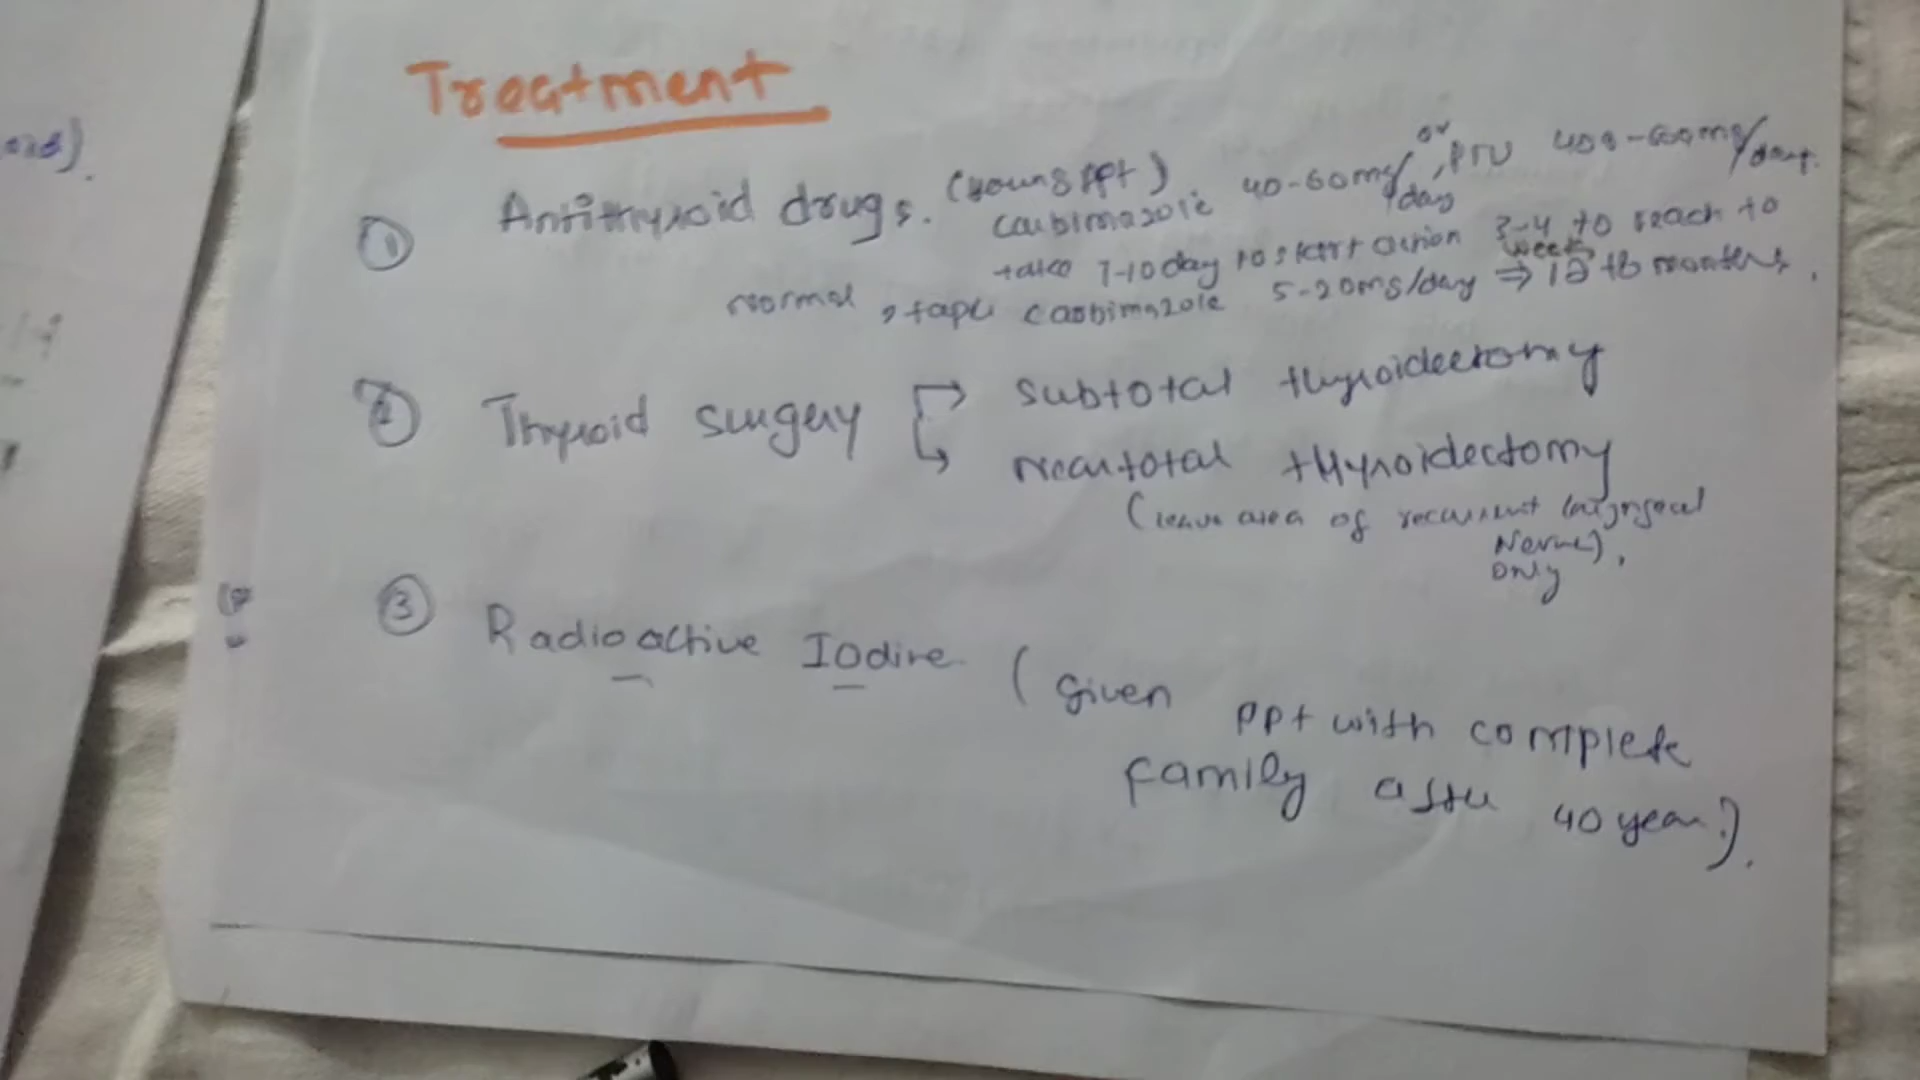 Treatment
① Antithyroid drugs. (young ppt)
carbimazole 40-60mg/day or, PTU 400-600mg/day.
take 7-10 day to start action 3-4 week to reach to
normal, taper carbimazole 5-20mg/day ⇒ 18 months.
② Thyroid surgery → subtotal thyroidectomy
↳ neartotal thyroidectomy
(leave area of recurrent laryngeal
Nerve),
only
③ Radioactive Iodine (given ppt with complete
family after 40 year).